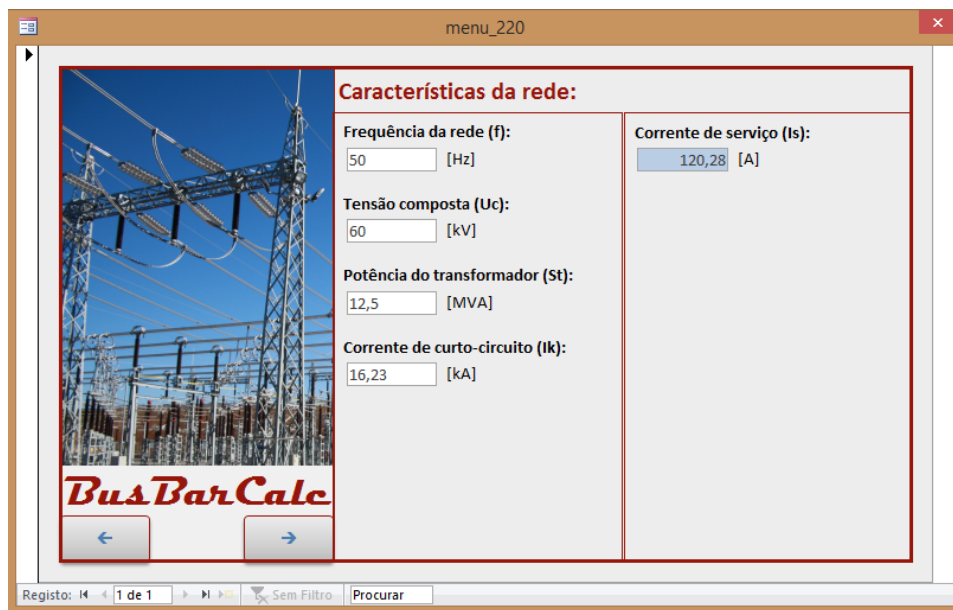 menu_220
Características da rede:
Frequência da rede (f):
50 [Hz]
Tensão composta (Uc):
60 [kV]
Potência do transformador (St):
12,5 [MVA]
Corrente de curto-circuito (Ik):
16,23 [kA]
Corrente de serviço (Is):
120,28 [A]
BusBarCalc
Registo: 1 de 1 Sem Filtro Procurar